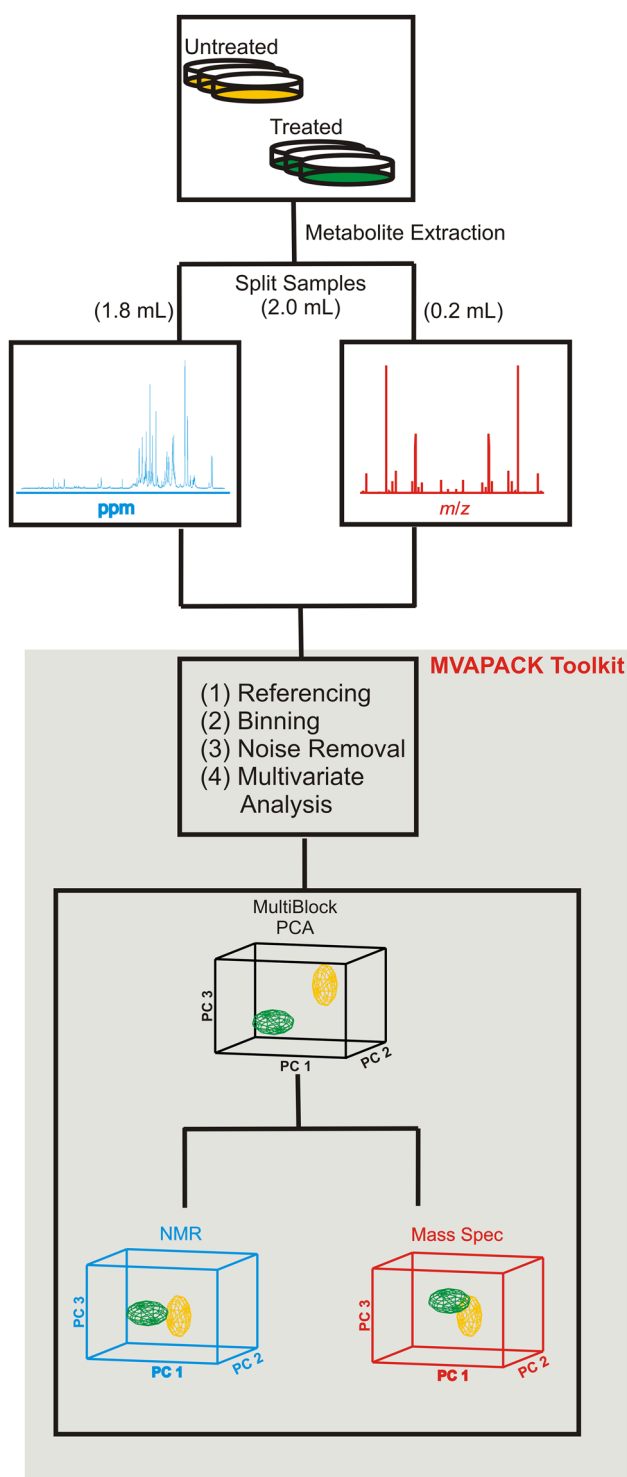 Untreated
Treated
Metabolite Extraction
Split Samples
(1.8 mL)
(2.0 mL)
(0.2 mL)
ppm
m/z
MVAPACK Toolkit
(1) Referencing
(2) Binning
(3) Noise Removal
(4) Multivariate
Analysis
MultiBlock
PCA
PC 3
PC 1
PC 2
NMR
PC 3
PC 1
PC 2
Mass Spec
PC 3
PC 1
PC 2